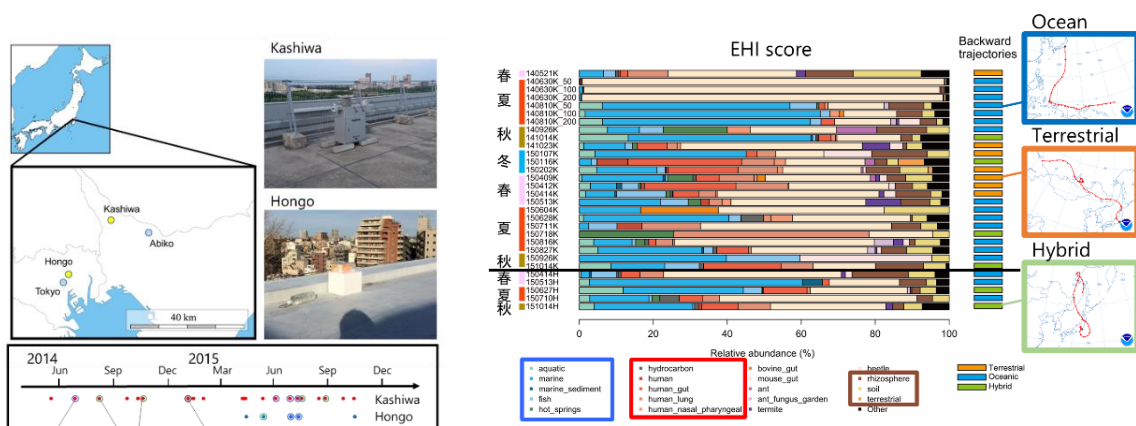 Kashiwa
Hongo
Kashiwa
Abiko
Hongo
Tokyo
40 km
2014
2015
Jun
Sep
Dec
Mar
Jun
Sep
Dec
Kashiwa
Hongo
EHI score
Backward
trajectories
Ocean
Terrestrial
Hybrid
春
140521K
夏
140630K_50
140630K_100
140630K_200
140810K_50
140810K_100
140810K_200
秋
140926K
141014K
141023K
冬
150107K
150116K
150202K
春
150409K
150412K
150414K
150513K
夏
150604K
150628K
150711K
150718K
150816K
150827K
秋
150926K
151014K
春
150414H
150513H
夏
150627H
150710H
秋
151014H
0
20
40
60
80
100
Relative abundance (%)
aquatic
marine
marine_sediment
fish
hot_springs
hydrocarbon
human
human_gut
human_lung
human_nasal_pharyngeal
bovine_gut
mouse_gut
ant
ant_fungus_garden
termite
beetle
rhizosphere
soil
terrestrial
Other
Terrestrial
Oceanic
Hybrid